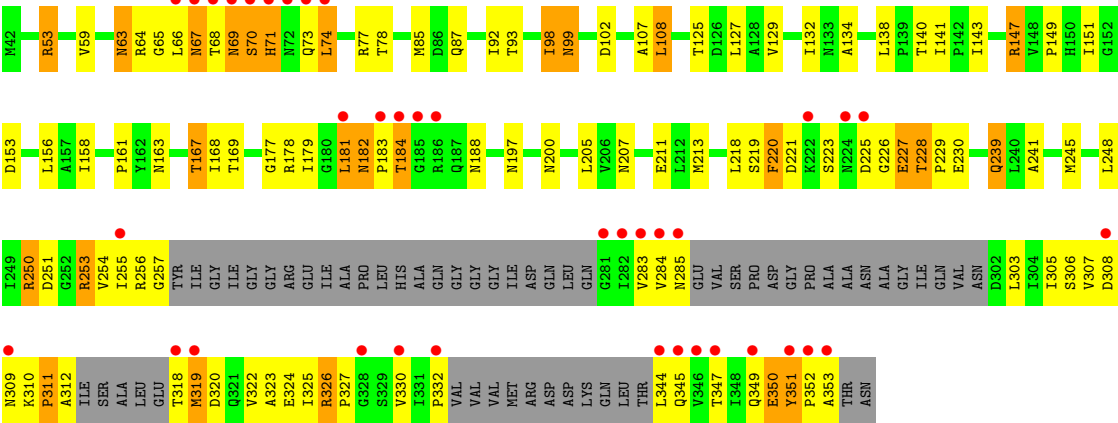 M42 R53 V59 N63 R64 G65 L66 N67 T68 N69 S70 H71 N72 Q73 L74 R77 T78 M85 D86 Q87 I92 T93 I98 N99 D102 A107 L108 T125 D126 L127 A128 V129 I132 N133 A134 L138 P139 T140 I141 P142 I143 R147 V148 P149 H150 I151 G152
D153 L156 A157 I158 P161 Y162 N163 T167 I168 T169 G177 R178 I179 G180 L181 N182 P183 T184 G185 R186 Q187 N188 N197 N200 L205 V206 N207 E211 L212 M213 L218 S219 F220 D221 K222 S223 N224 D225 G226 E227 T228 P229 E230 Q239 L240 A241 M245 L248
I249 R250 D251 G252 R253 V254 I255 R256 G257 TYR ILE GLY ILE GLY GLY ARG GLU ILE ALA PRO LEU HIS ALA GLN GLY GLY GLY ILE ASP GLN LEU GLN G281 I282 V283 V284 N285 GLU VAL SER PRO ASP GLY PRO ALA ALA ASN ALA GLY ILE GLN VAL ASN D302 L303 I304 I305 S306 V307 D308
N309 K310 P311 A312 ILE SER ALA LEU GLU T318 M319 D320 Q321 V322 A323 E324 I325 R326 P327 G328 S329 V330 I331 P332 VAL VAL VAL MET ARG ASP ASP LYS GLN LEU THR L344 Q345 V346 T347 I348 Q349 E350 Y351 P352 A353 THR ASN